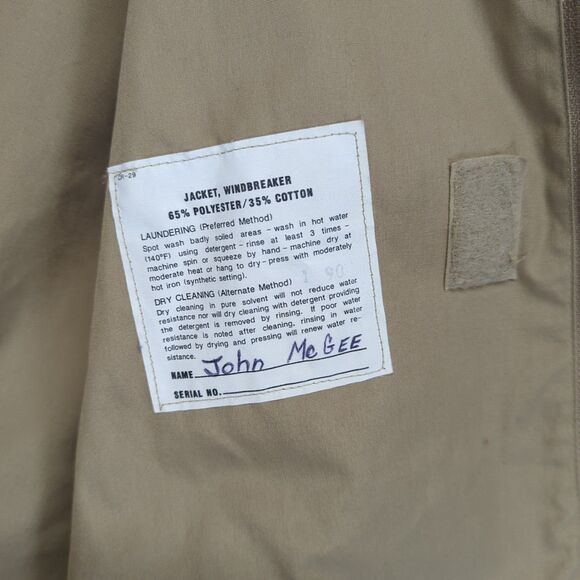 CR-29
JACKET, WINDBREAKER
65% POLYESTER/35% COTTON
LAUNDERING (Preferred Method)
Spot wash badly soiled areas – wash in hot water
(140°F) using detergent – rinse at least 3 times –
machine spin or squeeze by hand – machine dry at
moderate heat or hang to dry – press with moderately
hot iron (synthetic setting).
1 90
DRY CLEANING (Alternate Method)
Dry cleaning in pure solvent will not reduce water
resistance nor will dry cleaning with detergent providing
the detergent is removed by rinsing. If poor water
resistance is noted after cleaning, rinsing in water
followed by drying and pressing will renew water re-
sistance.
NAME John McGEE
SERIAL NO.